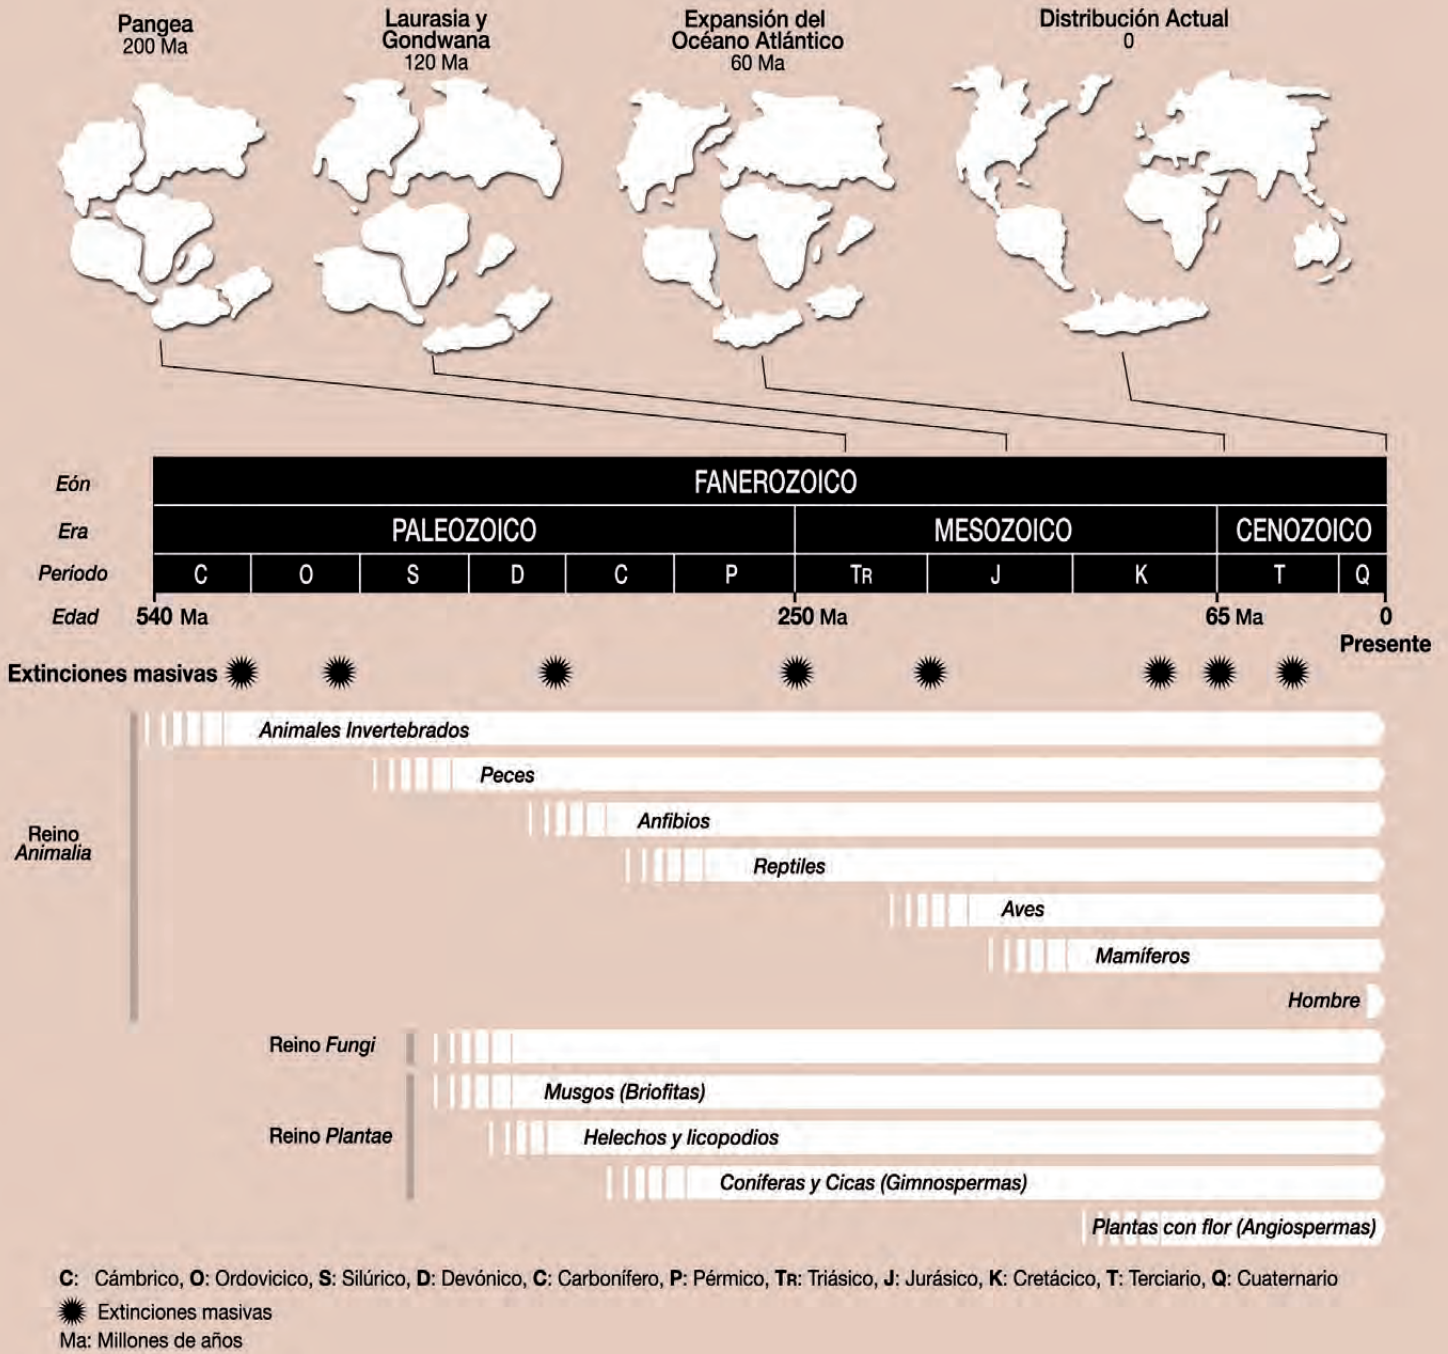 Pangea
200 Ma
Laurasia y
Gondwana
120 Ma
Expansión del
Océano Atlántico
60 Ma
Distribución Actual
0
Eón
FANEROZOICO
Era
PALEOZOICO
MESOZOICO
CENOZOICO
Periodo
C
O
S
D
C
P
TR
J
K
T
Q
Edad
540 Ma
250 Ma
65 Ma
0
Presente
Extinciones masivas
Animales Invertebrados
Peces
Anfibios
Reino
Animalia
Reptiles
Aves
Mamíferos
Hombre
Reino Fungi
Musgos (Briofitas)
Reino Plantae
Helechos y licopodios
Coníferas y Cicas (Gimnospermas)
Plantas con flor (Angiospermas)
C: Cámbrico, O: Ordovicico, S: Silúrico, D: Devónico, C: Carbonífero, P: Pérmico, TR: Triásico, J: Jurásico, K: Cretácico, T: Terciario, Q: Cuaternario
Extinciones masivas
Ma: Millones de años